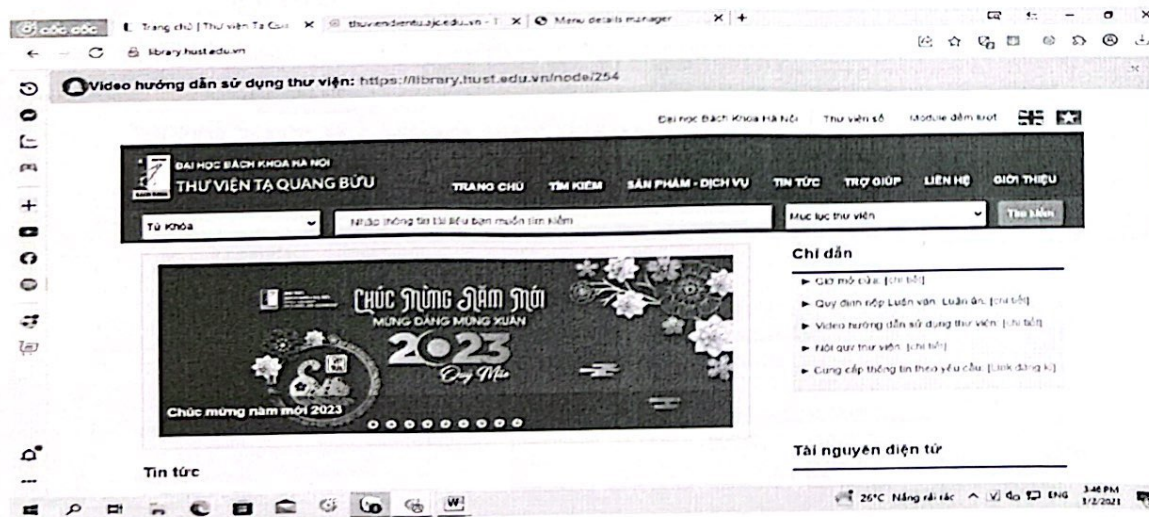 cốc cốc
Trang chủ | Thư viện Tạ Qua
thuviendientu.ajc.edu.vn - T
Menu details manager
library.hust.edu.vn
Video hướng dẫn sử dụng thư viện: https://library.hust.edu.vn/node/254
Đại học Bách Khoa Hà Nội
Thư viện số
Module đếm lượt
ĐẠI HỌC BÁCH KHOA HÀ NỘI
THƯ VIỆN TẠ QUANG BỬU
TRANG CHỦ
TÌM KIẾM
SẢN PHẨM - DỊCH VỤ
TIN TỨC
TRỢ GIÚP
LIÊN HỆ
GIỚI THIỆU
Từ khóa
Nhập thông tin tài liệu bạn muốn tìm kiếm
Mục lục thư viện
Tìm kiếm
CHÚC MỪNG NĂM MỚI
MỪNG ĐẢNG MỪNG XUÂN
2023
Quý Mão
Chúc mừng năm mới 2023
Chỉ dẫn
► Giờ mở cửa: [chi tiết]
► Quy định nộp Luận văn, Luận án. [chi tiết]
► Video hướng dẫn sử dụng thư viện. [chi tiết]
► Nội quy thư viện. [chi tiết]
► Cung cấp thông tin theo yêu cầu. [Link đăng kí]
Tài nguyên điện tử
Tin tức
26°C Nắng rải rác
ENG
3:46 PM